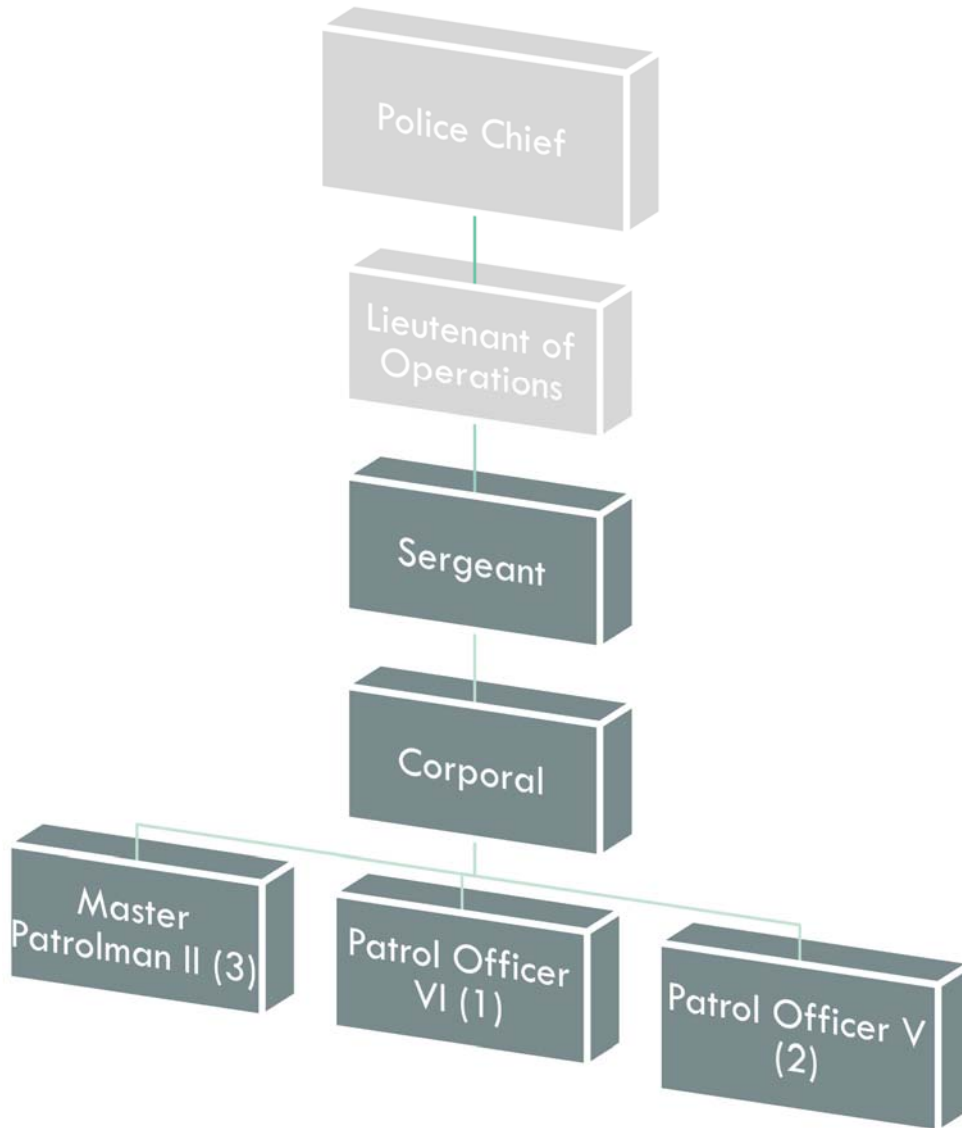 Police Chief
Lieutenant of
Operations
Sergeant
Corporal
Master
Patrolman II (3)
Patrol Officer
VI (1)
Patrol Officer V
(2)